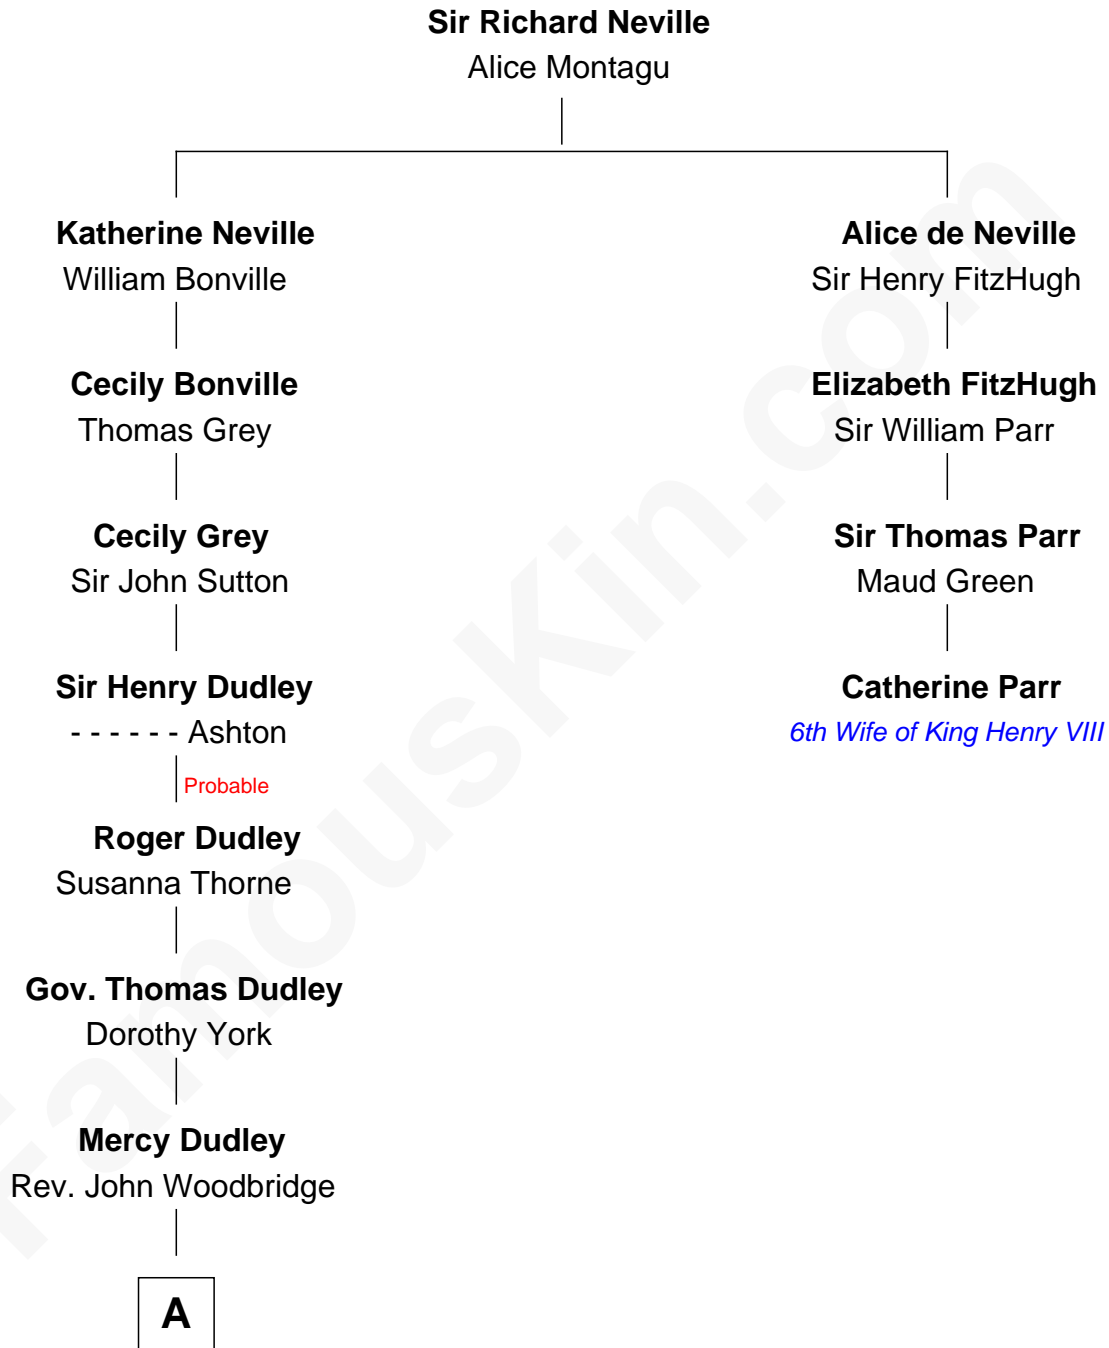 Sir Richard Neville
Alice Montagu
Katherine Neville
William Bonville
Alice de Neville
Sir Henry FitzHugh
Cecily Bonville
Thomas Grey
Elizabeth FitzHugh
Sir William Parr
Cecily Grey
Sir John Sutton
Sir Thomas Parr
Maud Green
Sir Henry Dudley
- - - - - - Ashton
Catherine Parr
6th Wife of King Henry VIII
Probable
Roger Dudley
Susanna Thorne
Gov. Thomas Dudley
Dorothy York
Mercy Dudley
Rev. John Woodbridge
A
FamousKin.com